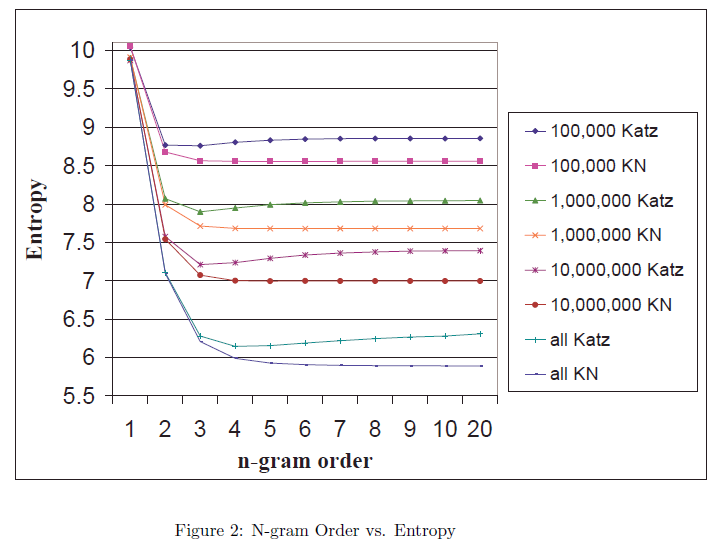 10
9.5
9
8.5
8
7.5
7
6.5
6
5.5
Entropy
1 2 3 4 5 6 7 8 9 10 20
n-gram order
100,000 Katz
100,000 KN
1,000,000 Katz
1,000,000 KN
10,000,000 Katz
10,000,000 KN
all Katz
all KN
Figure 2: N-gram Order vs. Entropy